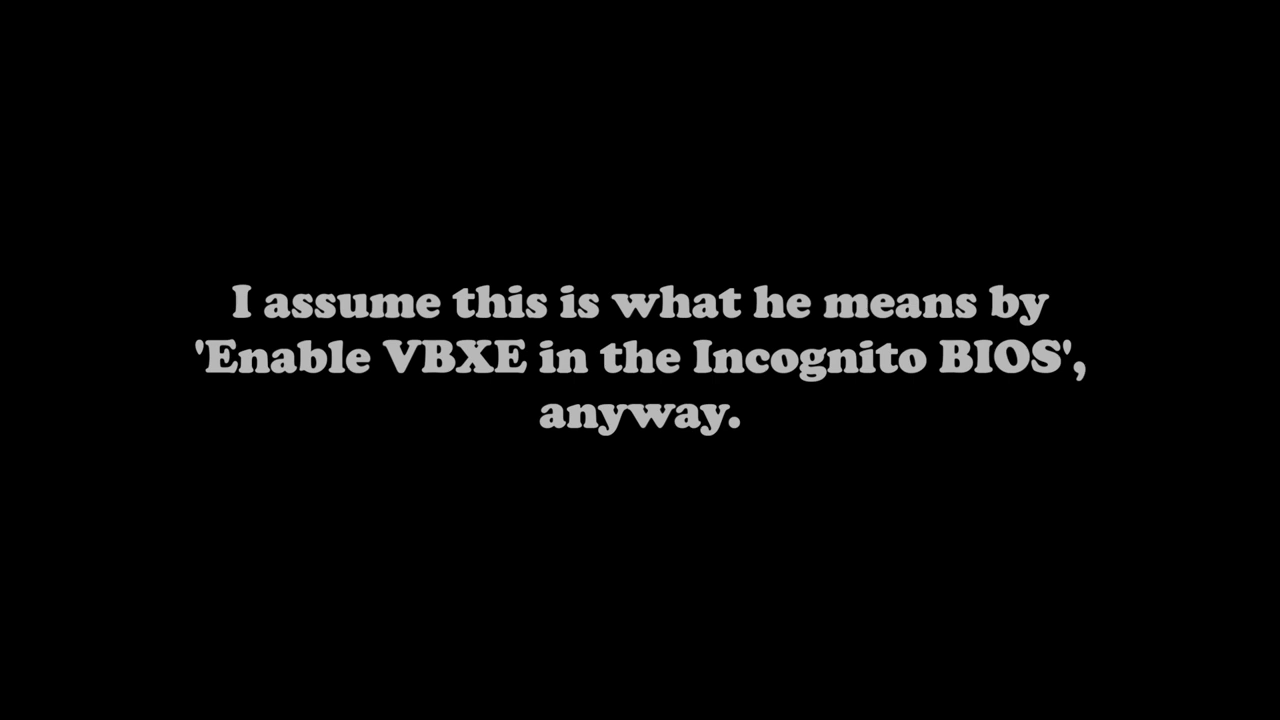 I assume this is what he means by
'Enable VBXE in the Incognito BIOS',
anyway.